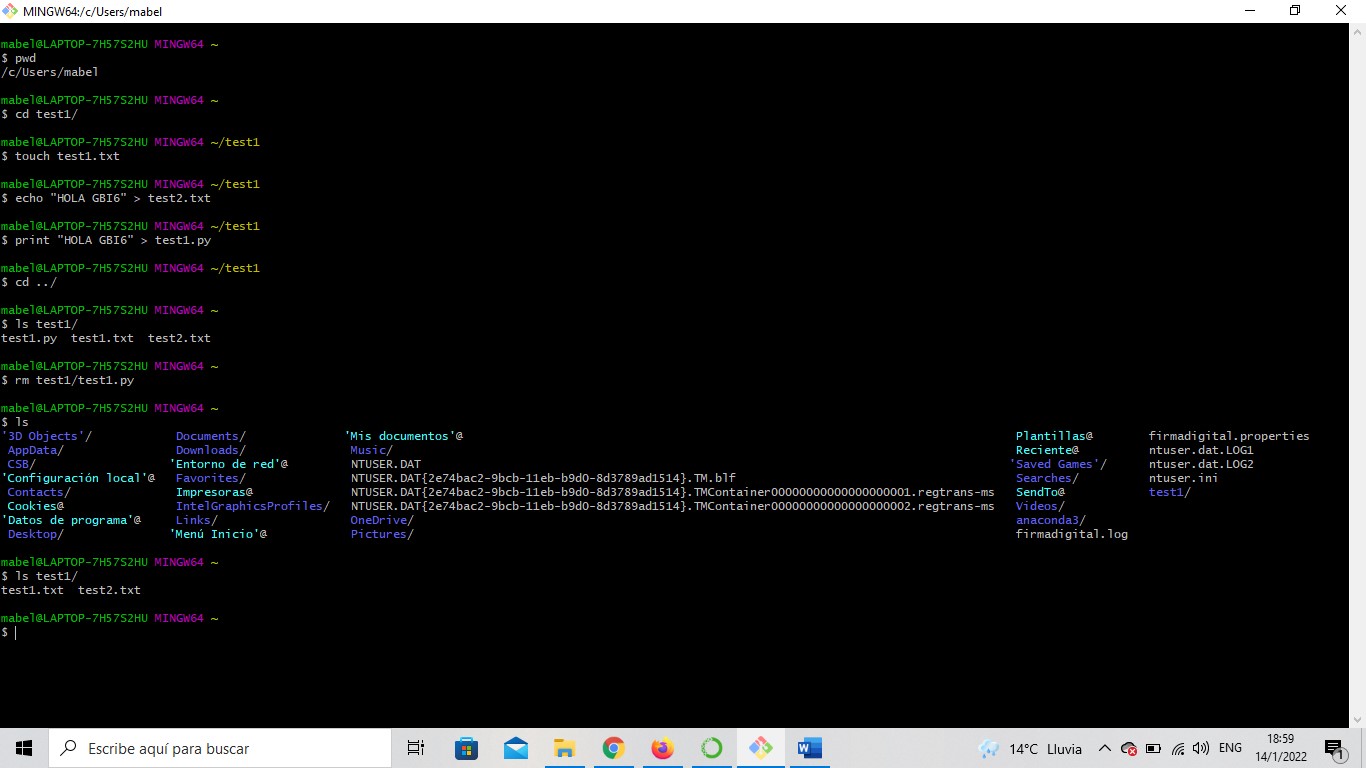 MINGW64:/c/Users/mabel
mabel@LAPTOP-7H57S2HU MINGW64 ~
$ pwd
/c/Users/mabel
mabel@LAPTOP-7H57S2HU MINGW64 ~
$ cd test1/
mabel@LAPTOP-7H57S2HU MINGW64 ~/test1
$ touch test1.txt
mabel@LAPTOP-7H57S2HU MINGW64 ~/test1
$ echo "HOLA GBI6" > test2.txt
mabel@LAPTOP-7H57S2HU MINGW64 ~/test1
$ print "HOLA GBI6" > test1.py
mabel@LAPTOP-7H57S2HU MINGW64 ~/test1
$ cd ../
mabel@LAPTOP-7H57S2HU MINGW64 ~
$ ls test1/
test1.py  test1.txt  test2.txt
mabel@LAPTOP-7H57S2HU MINGW64 ~
$ rm test1/test1.py
mabel@LAPTOP-7H57S2HU MINGW64 ~
$ ls
'3D Objects'/ Documents/ 'Mis documentos'@ Plantillas@ firmadigital.properties
AppData/ Downloads/ Music/ Reciente@ ntuser.dat.LOG1
CSB/ 'Entorno de red'@ NTUSER.DAT 'Saved Games'/ ntuser.dat.LOG2
'Configuración local'@ Favorites/ NTUSER.DAT{2e74bac2-9bcb-11eb-b9d0-8d3789ad1514}.TM.blf Searches/ ntuser.ini
Contacts/ Impresoras@ NTUSER.DAT{2e74bac2-9bcb-11eb-b9d0-8d3789ad1514}.TMContainer00000000000000000001.regtrans-ms SendTo@ test1/
Cookies@ IntelGraphicsProfiles/ NTUSER.DAT{2e74bac2-9bcb-11eb-b9d0-8d3789ad1514}.TMContainer00000000000000000002.regtrans-ms Videos/
'Datos de programa'@ Links/ OneDrive/ anaconda3/
Desktop/ 'Menú Inicio'@ Pictures/ firmadigital.log
mabel@LAPTOP-7H57S2HU MINGW64 ~
$ ls test1/
test1.txt  test2.txt
mabel@LAPTOP-7H57S2HU MINGW64 ~
$
Escribe aquí para buscar
W
14°C Lluvia
ENG
18:59
14/1/2022
1